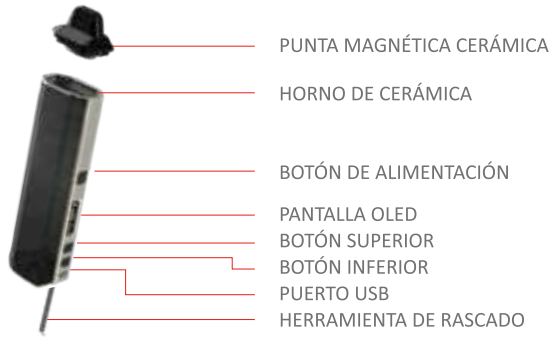 PUNTA MAGNÉTICA CERÁMICA
HORNO DE CERÁMICA
BOTÓN DE ALIMENTACIÓN
PANTALLA OLED
BOTÓN SUPERIOR
BOTÓN INFERIOR
PUERTO USB
HERRAMIENTA DE RASCADO